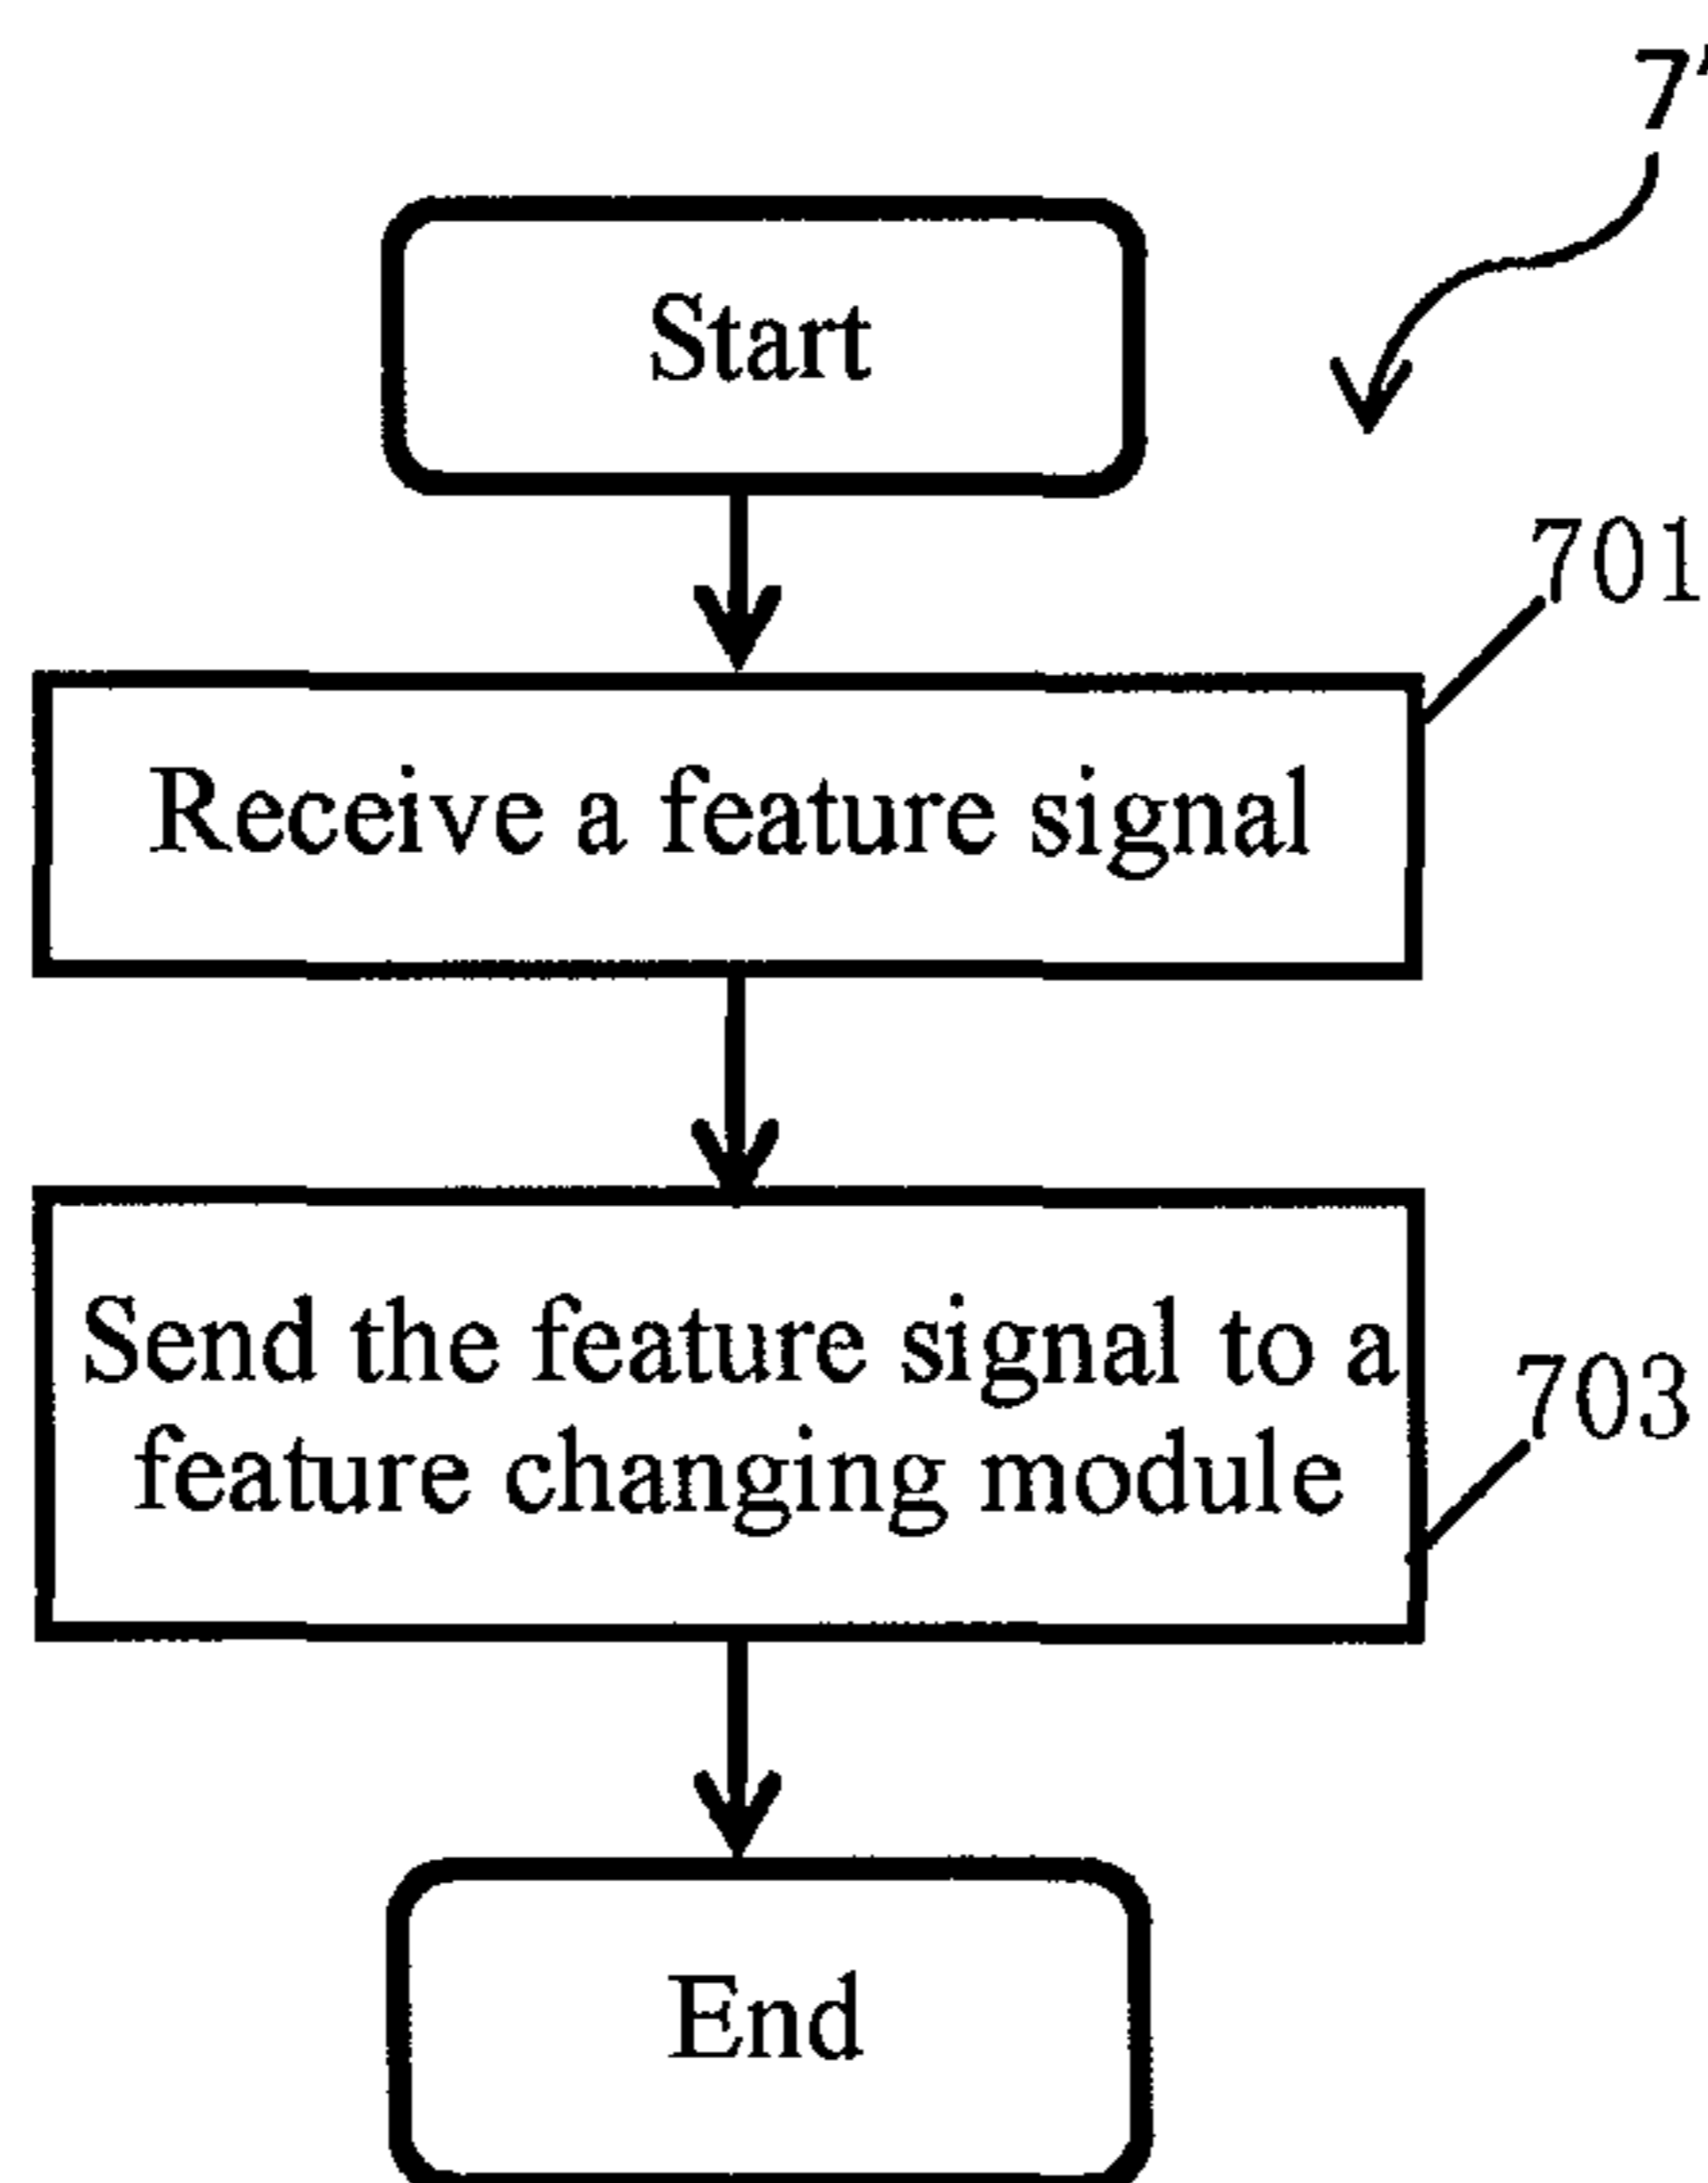 Start
701
Receive a feature signal
Send the feature signal to a
feature changing module
703
End